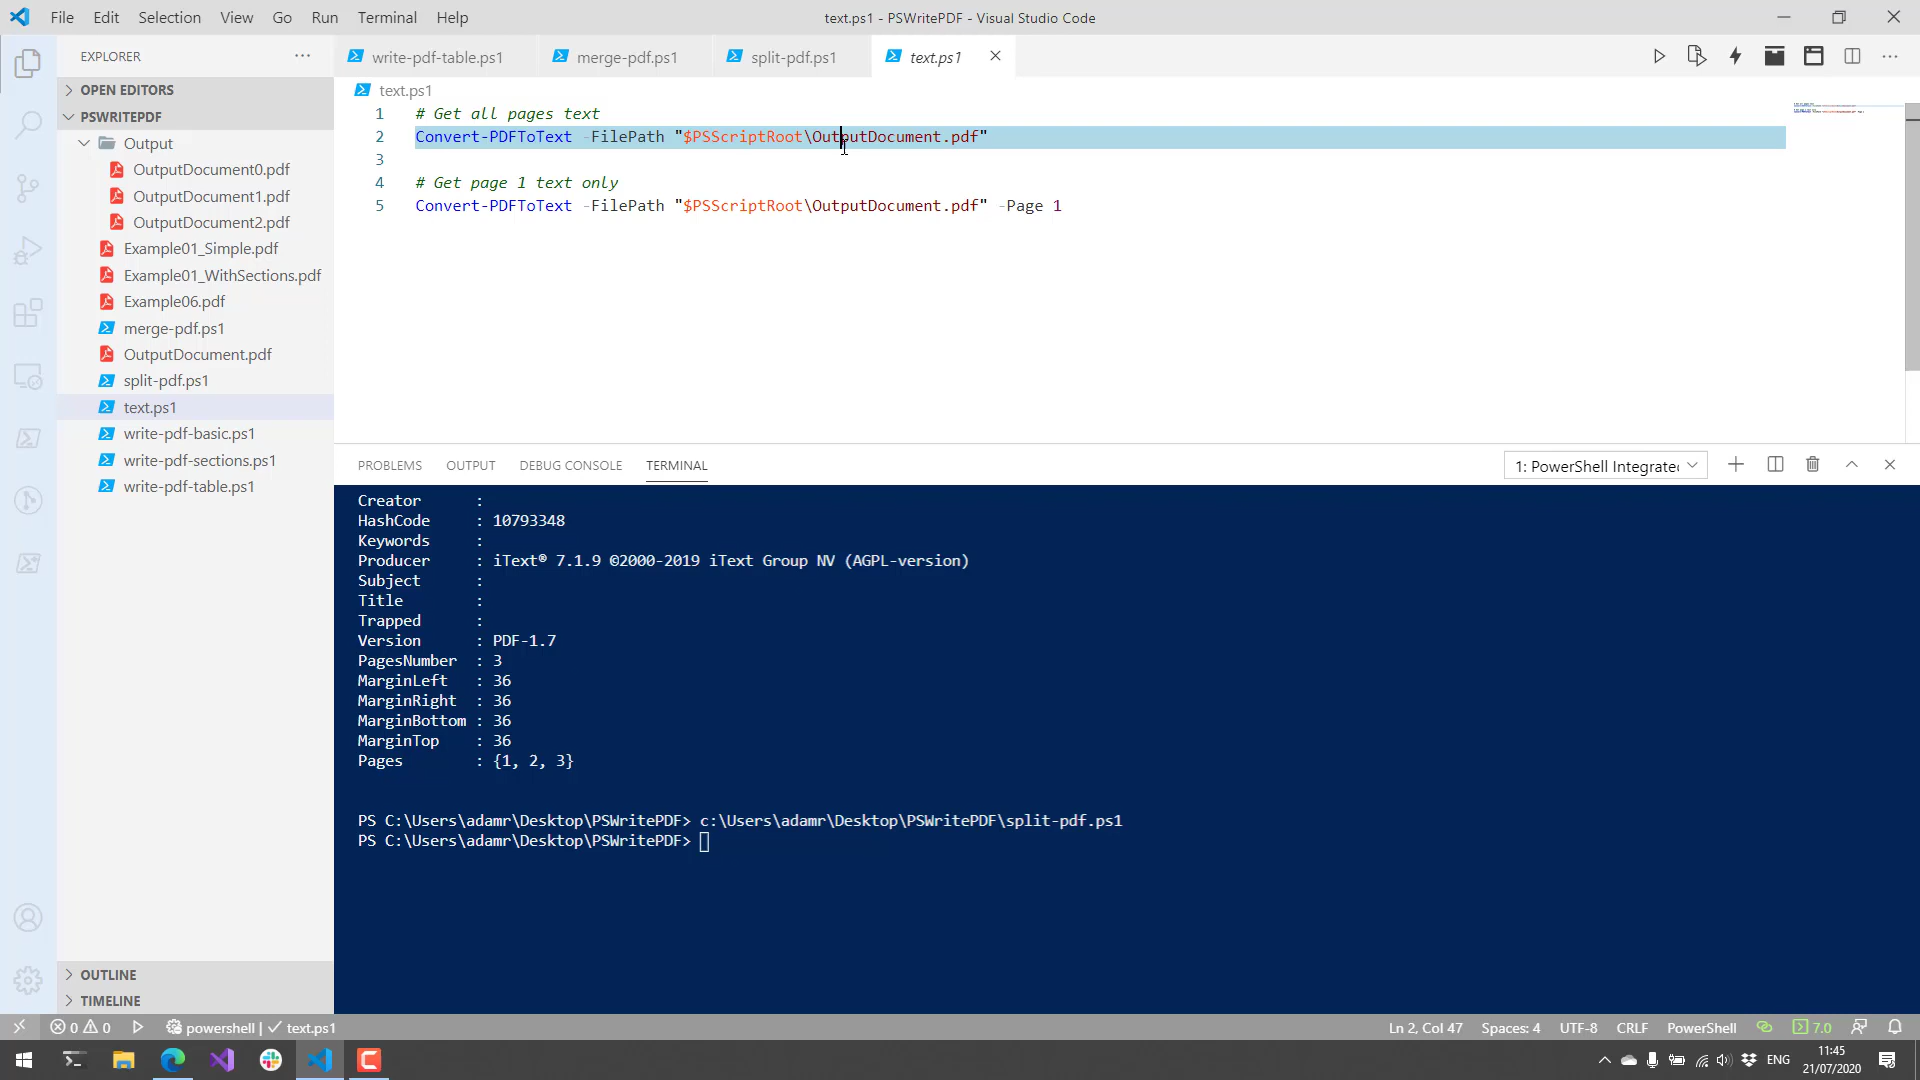 File Edit Selection View Go Run Terminal Help
text.ps1 - PSWritePDF - Visual Studio Code
EXPLORER
OPEN EDITORS
PSWRITEPDF
Output
OutputDocument0.pdf
OutputDocument1.pdf
OutputDocument2.pdf
Example01_Simple.pdf
Example01_WithSections.pdf
Example06.pdf
merge-pdf.ps1
OutputDocument.pdf
split-pdf.ps1
text.ps1
write-pdf-basic.ps1
write-pdf-sections.ps1
write-pdf-table.ps1
OUTLINE
TIMELINE
write-pdf-table.ps1 merge-pdf.ps1 split-pdf.ps1 text.ps1
text.ps1
1 # Get all pages text
2 Convert-PDFToText -FilePath "$PSScriptRoot\OutputDocument.pdf"
3
4 # Get page 1 text only
5 Convert-PDFToText -FilePath "$PSScriptRoot\OutputDocument.pdf" -Page 1
PROBLEMS OUTPUT DEBUG CONSOLE TERMINAL
1: PowerShell Integrate
Creator :
HashCode : 10793348
Keywords :
Producer : iText® 7.1.9 ©2000-2019 iText Group NV (AGPL-version)
Subject :
Title :
Trapped :
Version : PDF-1.7
PagesNumber : 3
MarginLeft : 36
MarginRight : 36
MarginBottom : 36
MarginTop : 36
Pages : {1, 2, 3}
PS C:\Users\adamr\Desktop\PSWritePDF> c:\Users\adamr\Desktop\PSWritePDF\split-pdf.ps1
PS C:\Users\adamr\Desktop\PSWritePDF>
0 0 powershell | text.ps1
Ln 2, Col 47 Spaces: 4 UTF-8 CRLF PowerShell 7.0
ENG
11:45
21/07/2020